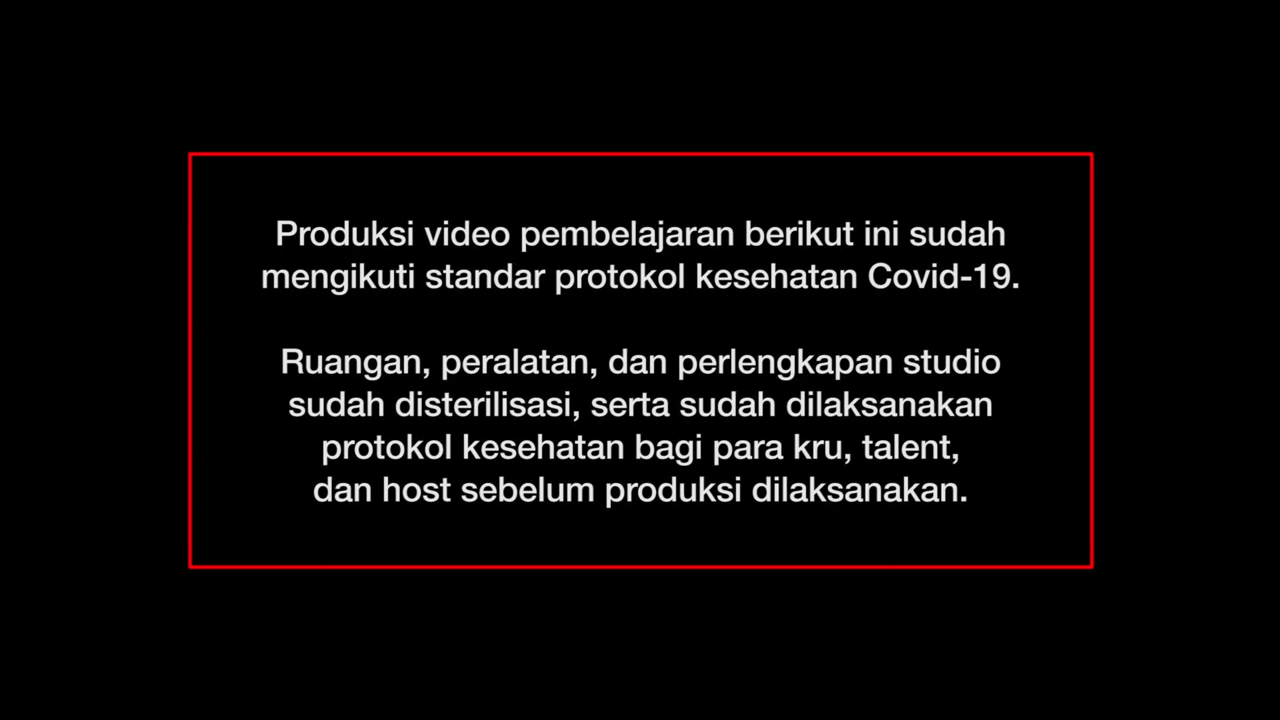 Produksi video pembelajaran berikut ini sudah
mengikuti standar protokol kesehatan Covid-19.
Ruangan, peralatan, dan perlengkapan studio
sudah disterilisasi, serta sudah dilaksanakan
protokol kesehatan bagi para kru, talent,
dan host sebelum produksi dilaksanakan.